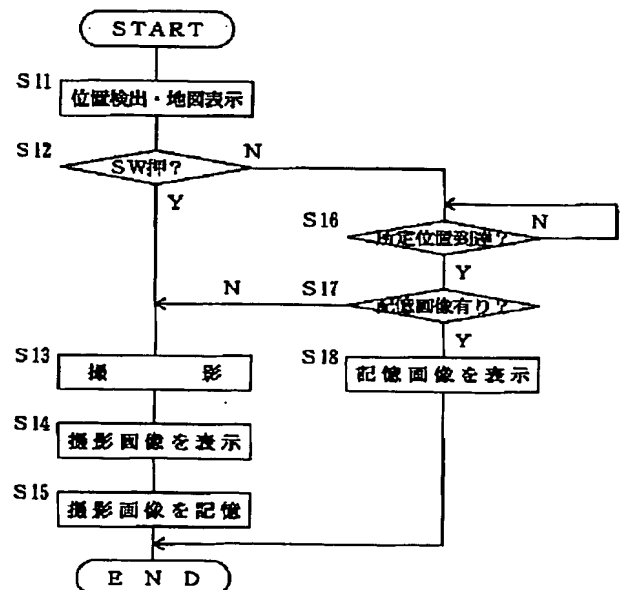 START
S11
位置検出・地図表示
S12
SW押?
N
Y
S16
所定位置到達?
N
Y
S17
記憶画像有り?
N
Y
S13
撮 影
S18
記憶画像を表示
S14
撮影画像を表示
S15
撮影画像を記憶
END